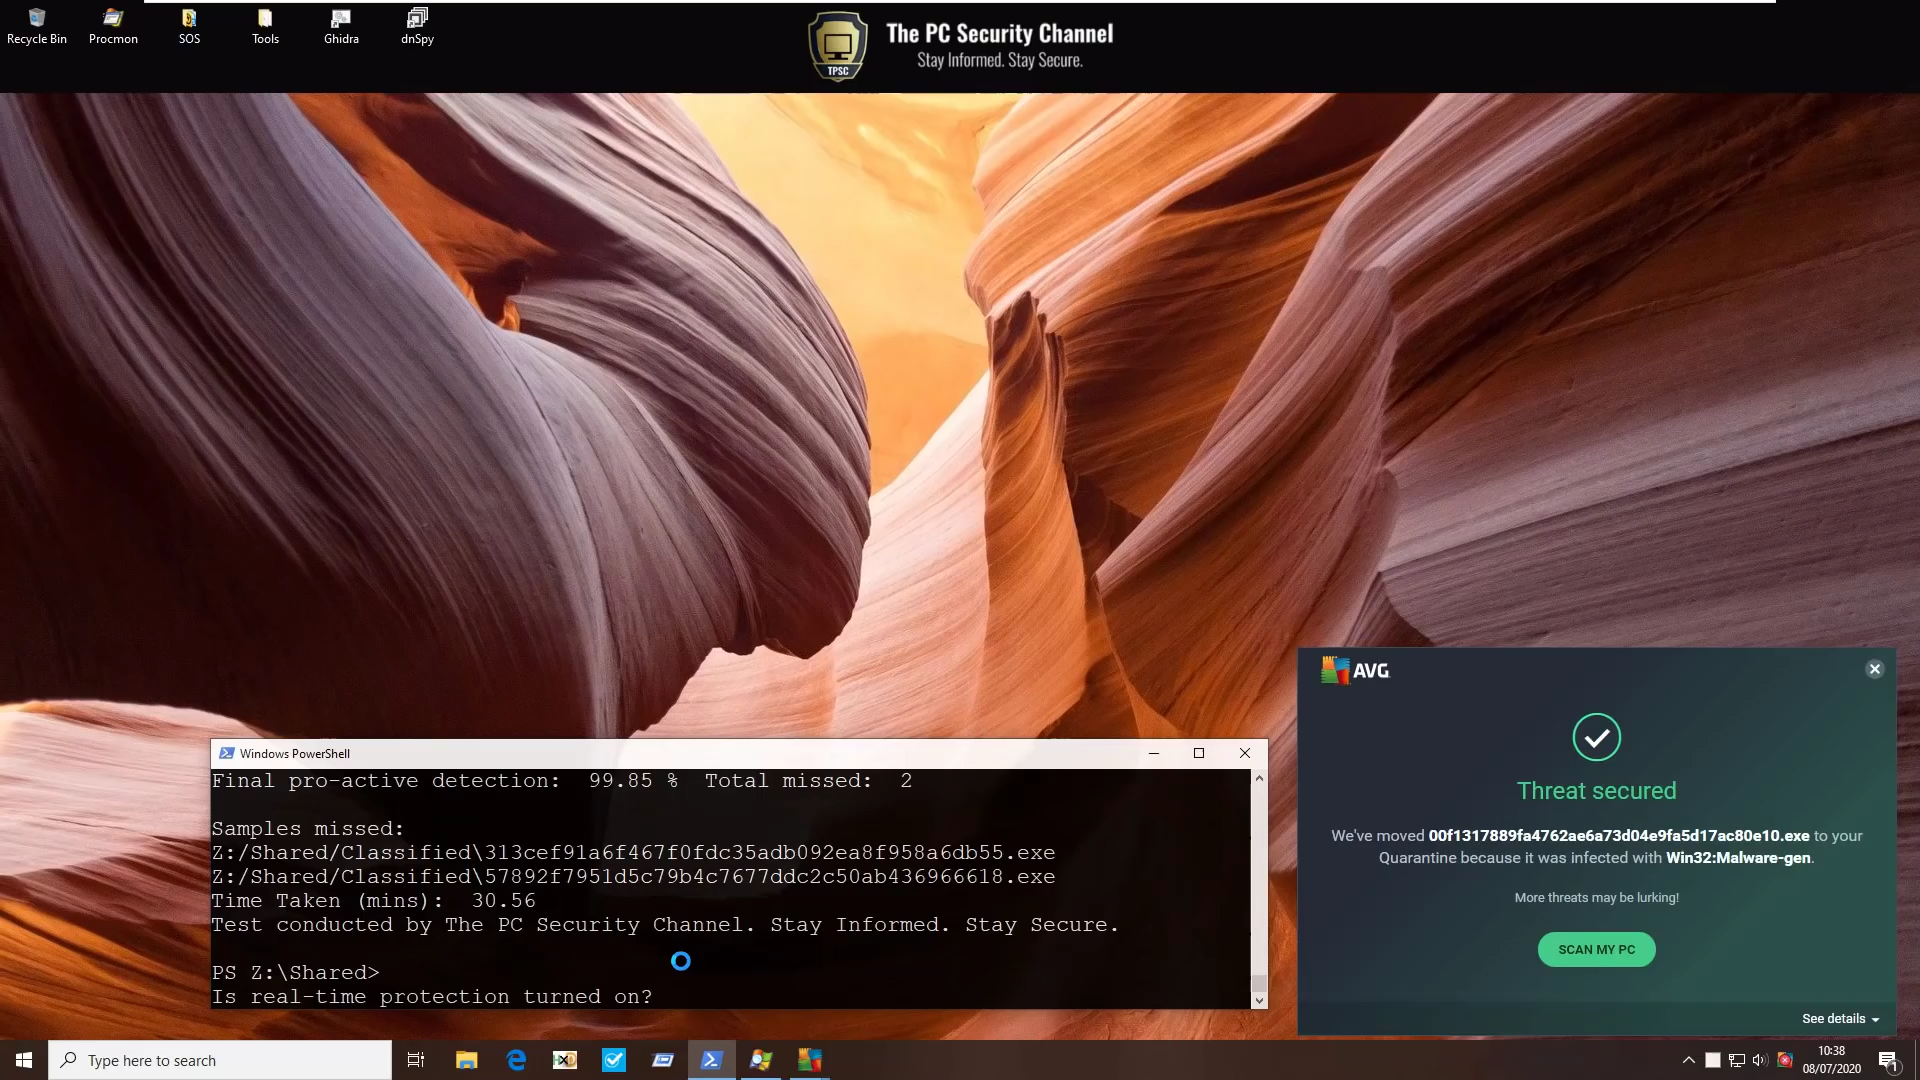 Recycle Bin
Procmon
SOS
Tools
Ghidra
dnSpy
TPSC
The PC Security Channel
Stay Informed. Stay Secure.
Windows PowerShell
Final pro-active detection:  99.85 %  Total missed:  2
Samples missed:
Z:/Shared/Classified\313cef91a6f467f0fdc35adb092ea8f958a6db55.exe
Z:/Shared/Classified\57892f7951d5c79b4c7677ddc2c50ab436966618.exe
Time Taken (mins):  30.56
Test conducted by The PC Security Channel. Stay Informed. Stay Secure.
PS Z:\Shared>
Is real-time protection turned on?
AVG
Threat secured
We've moved 00f1317889fa4762ae6a73d04e9fa5d17ac80e10.exe to your
Quarantine because it was infected with Win32:Malware-gen.
More threats may be lurking!
SCAN MY PC
See details
Type here to search
HXD
10:38
08/07/2020
1